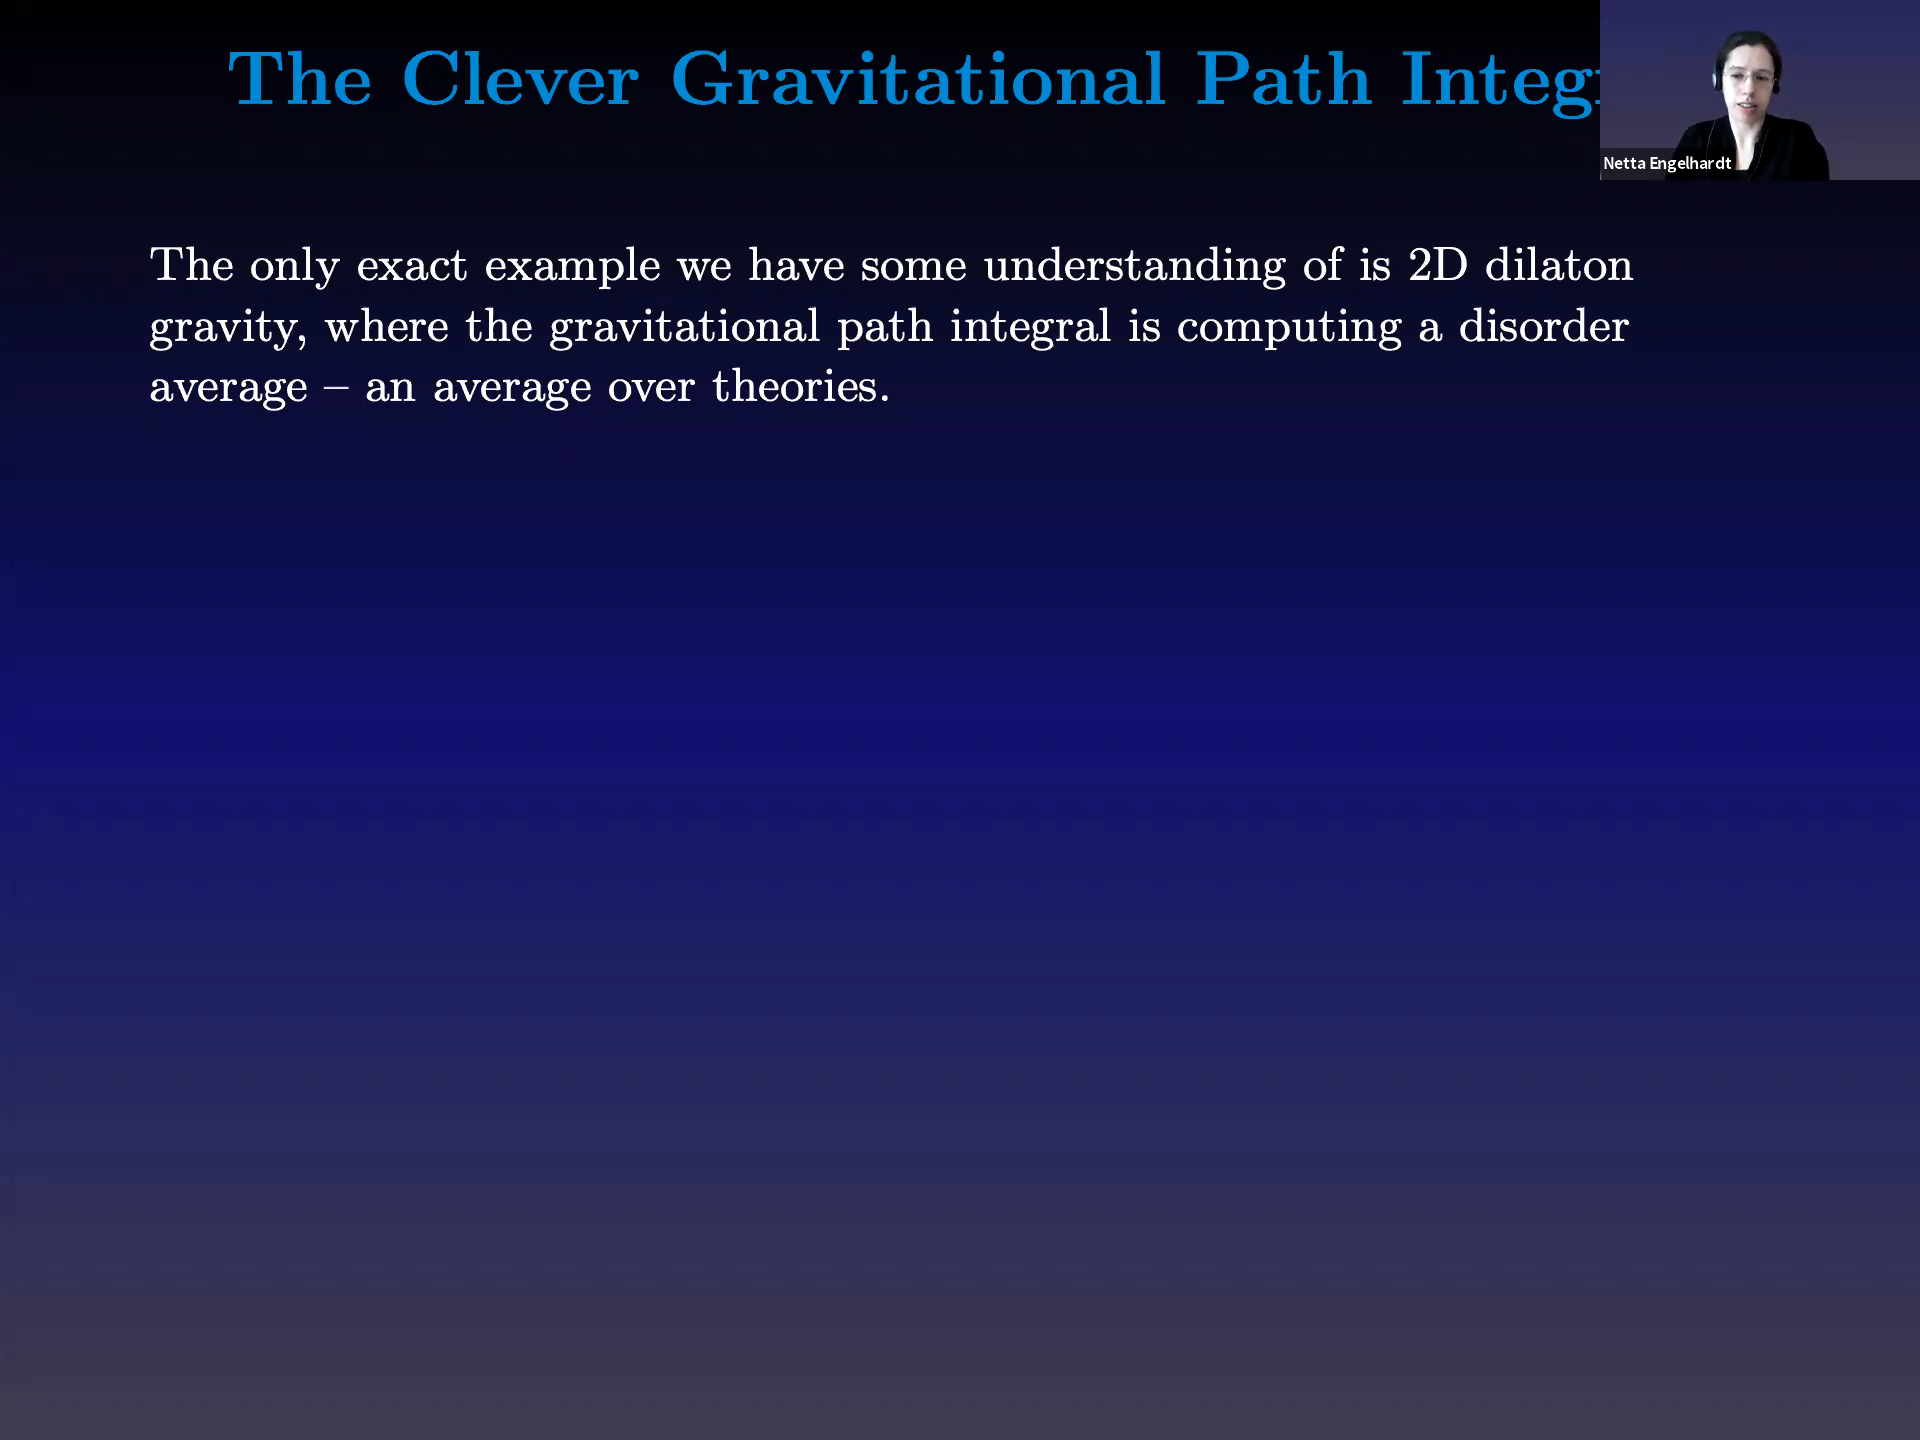 The Clever Gravitational Path Integr
Netta Engelhardt
The only exact example we have some understanding of is 2D dilaton
gravity, where the gravitational path integral is computing a disorder
average – an average over theories.